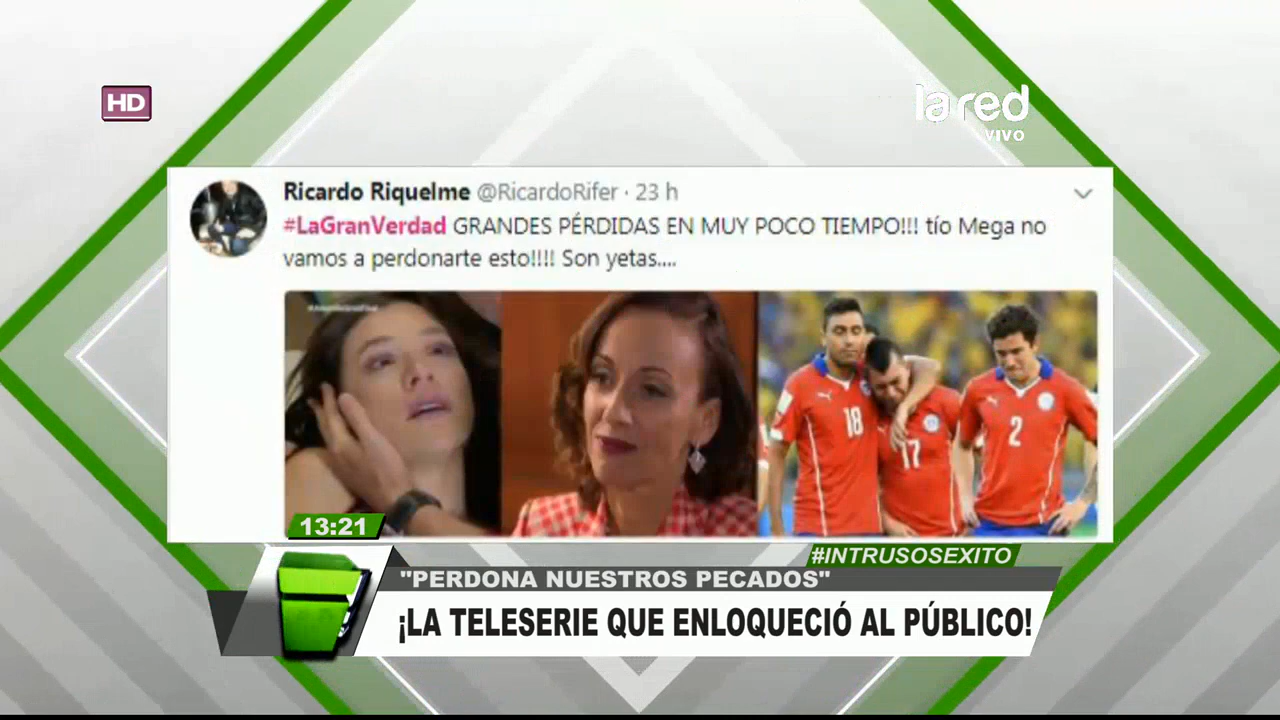 HD
la red
VIVO
Ricardo Riquelme @RicardoRifer · 23 h
#LaGranVerdad GRANDES PÉRDIDAS EN MUY POCO TIEMPO!!! tío Mega no
vamos a perdonarte esto!!!! Son yetas....
18
17
2
13:21
#INTRUSOSEXITO
"PERDONA NUESTROS PECADOS"
¡LA TELESERIE QUE ENLOQUECIÓ AL PÚBLICO!